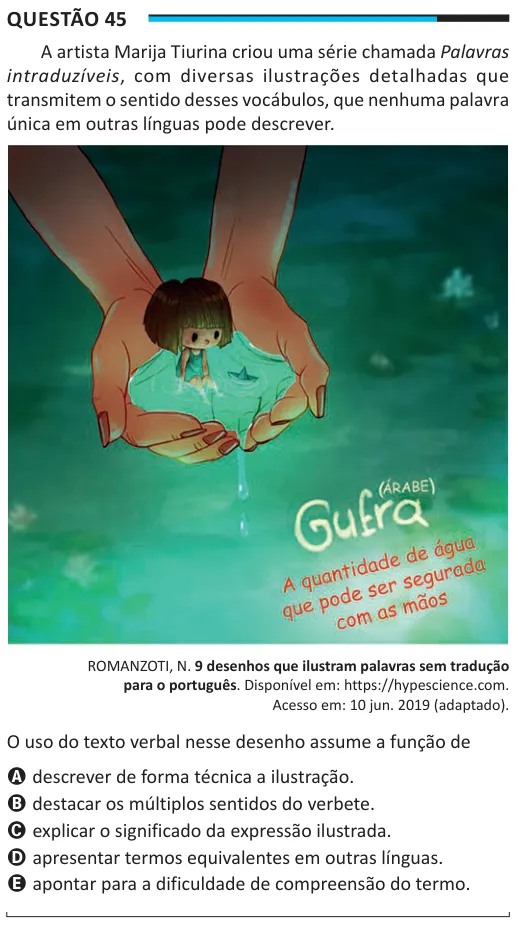 QUESTÃO 45
A artista Marija Tiurina criou uma série chamada Palavras
intraduzíveis, com diversas ilustrações detalhadas que
transmitem o sentido desses vocábulos, que nenhuma palavra
única em outras línguas pode descrever.
(ÁRABE)
Gufra
A quantidade de água
que pode ser segurada
com as mãos
ROMANZOTI, N. 9 desenhos que ilustram palavras sem tradução
para o português. Disponível em: https://hypescience.com.
Acesso em: 10 jun. 2019 (adaptado).
O uso do texto verbal nesse desenho assume a função de
A descrever de forma técnica a ilustração.
B destacar os múltiplos sentidos do verbete.
C explicar o significado da expressão ilustrada.
D apresentar termos equivalentes em outras línguas.
E apontar para a dificuldade de compreensão do termo.